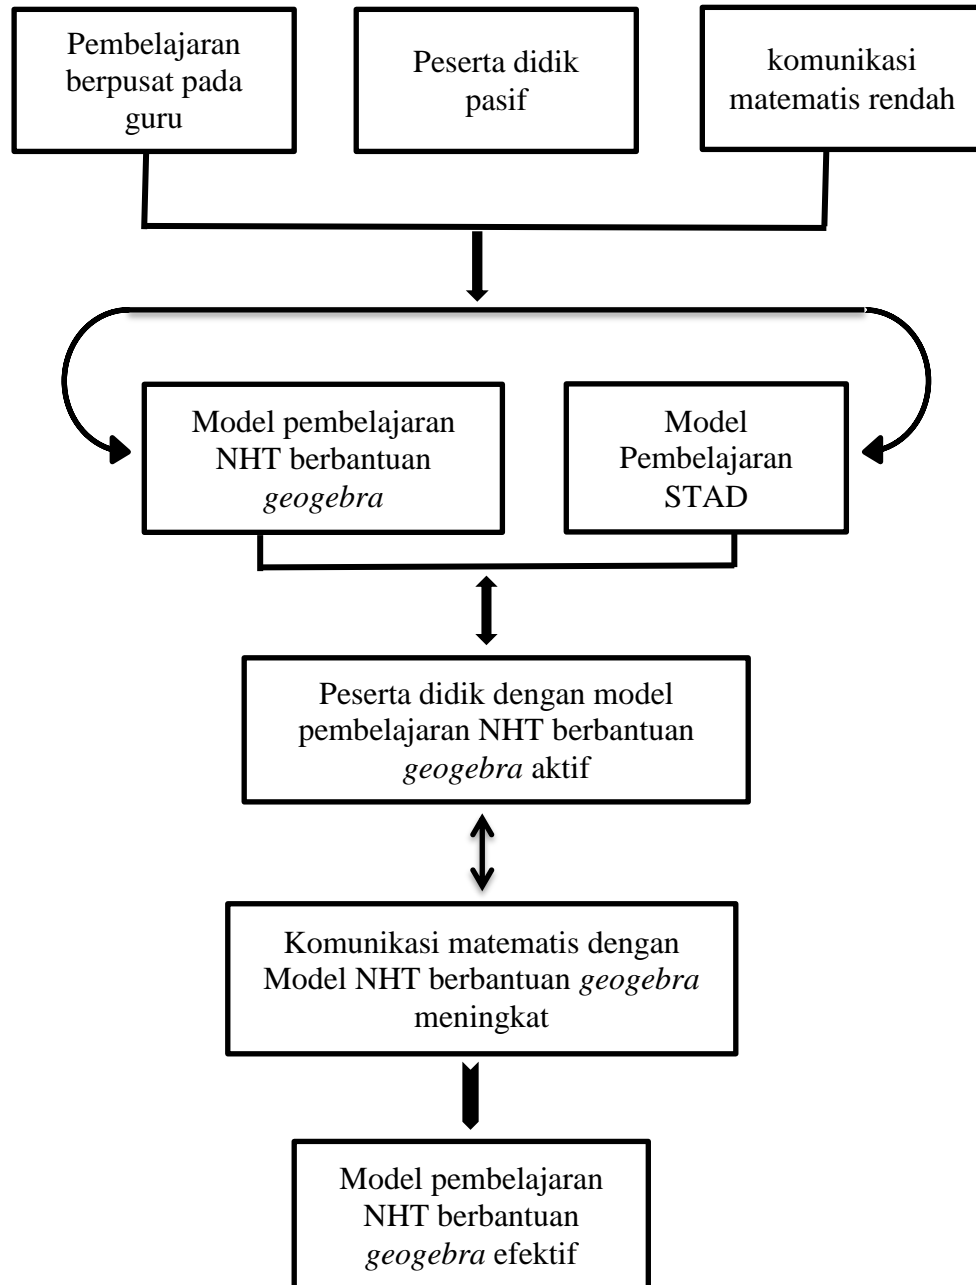 Pembelajaran
berpusat pada
guru
Peserta didik
pasif
komunikasi
matematis rendah
Model pembelajaran
NHT berbantuan
geogebra
Model
Pembelajaran
STAD
Peserta didik dengan model
pembelajaran NHT berbantuan
geogebra aktif
Komunikasi matematis dengan
Model NHT berbantuan geogebra
meningkat
Model pembelajaran
NHT berbantuan
geogebra efektif